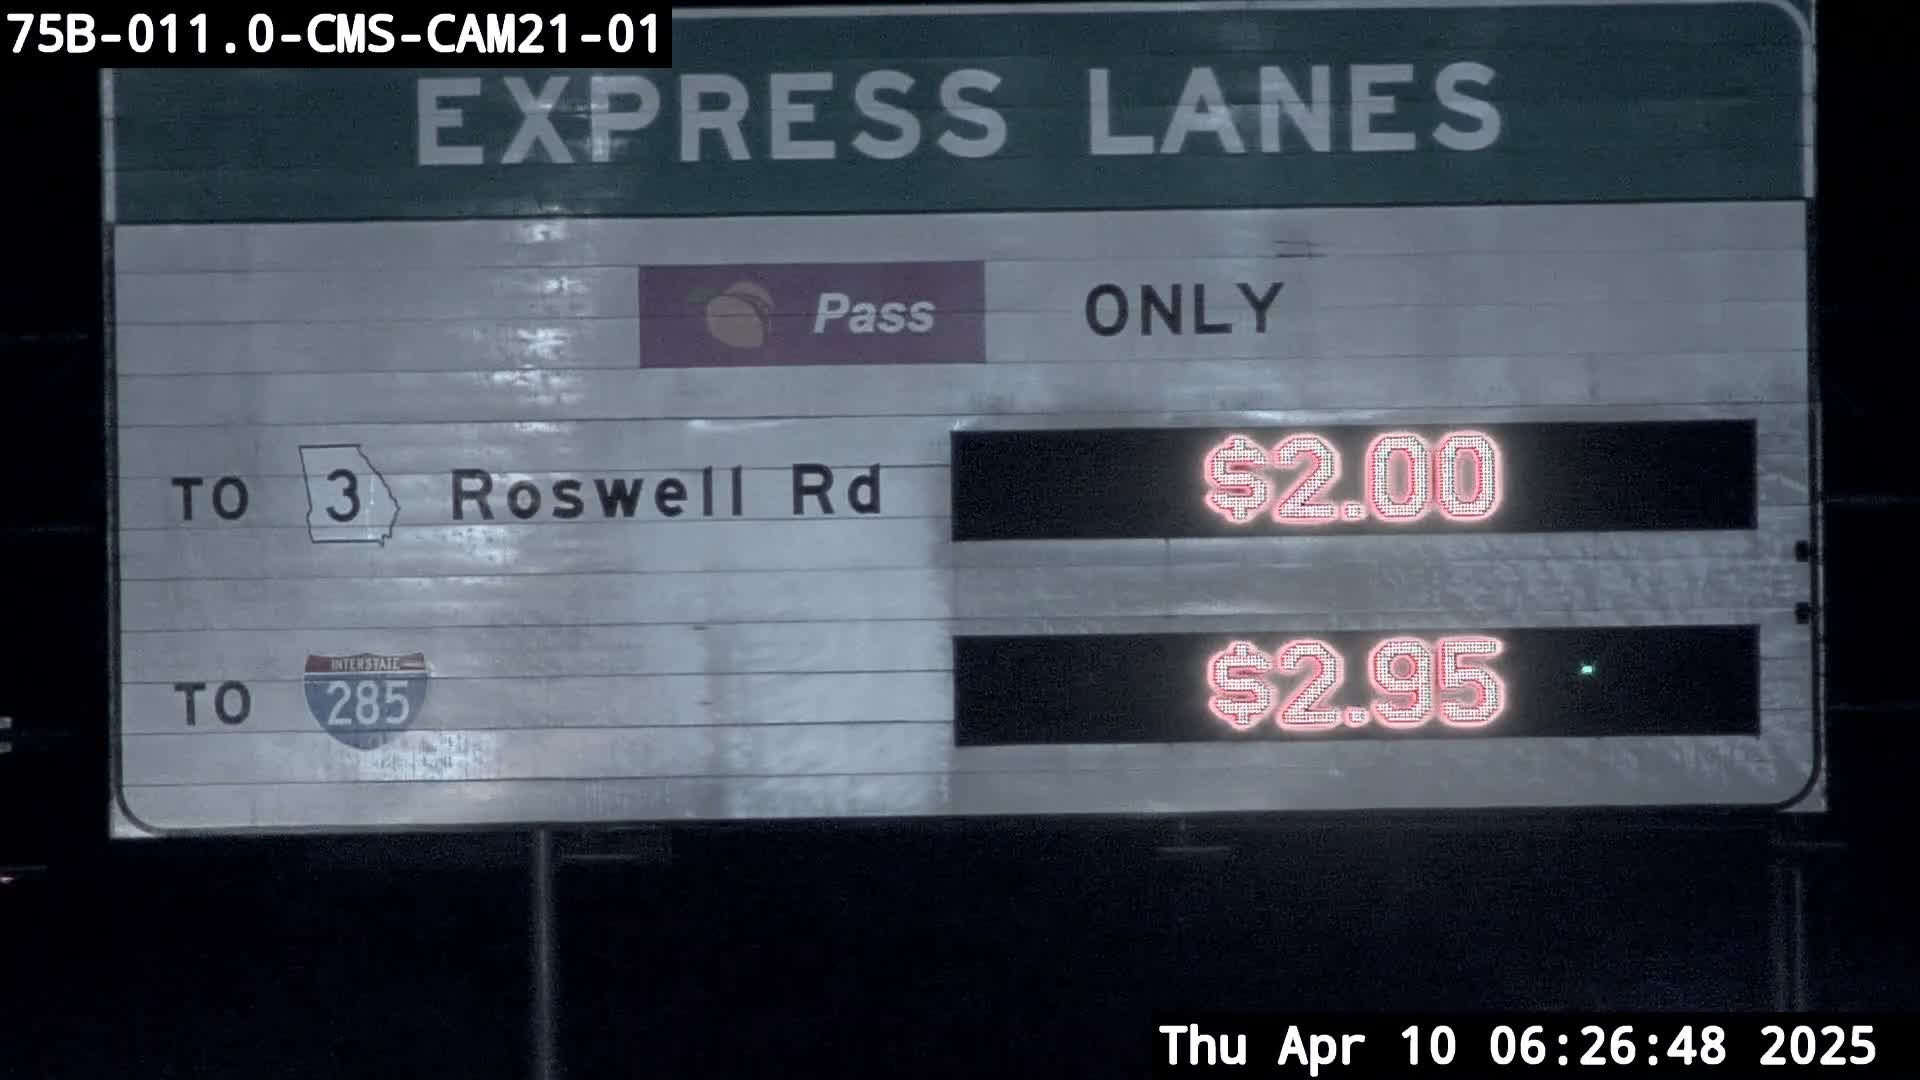 75B-011.0-CMS-CAM21-01
EXPRESS LANES
Pass ONLY
TO 3 Roswell Rd $2.00
TO INTERSTATE 285 $2.95
Thu Apr 10 06:26:48 2025